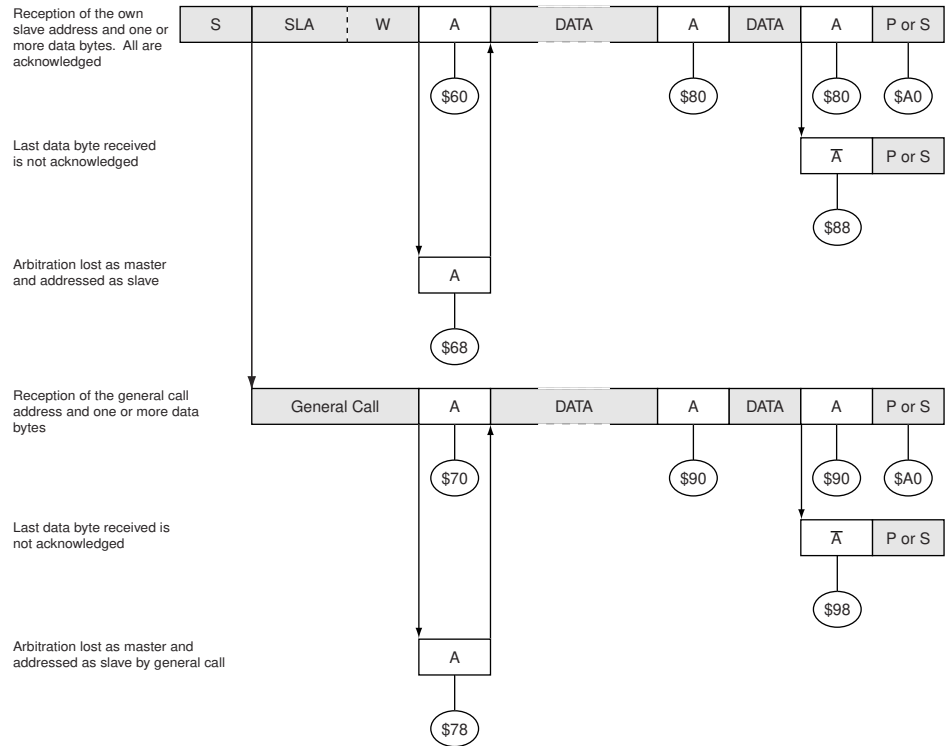 Reception of the own
slave address and one or
more data bytes. All are
acknowledged
S SLA W A DATA A DATA A P or S
$60 $80 $80 $A0
Last data byte received
is not acknowledged
A̅ P or S
$88
Arbitration lost as master
and addressed as slave
A
$68
Reception of the general call
address and one or more data
bytes
General Call A DATA A DATA A P or S
$70 $90 $90 $A0
Last data byte received is
not acknowledged
A̅ P or S
$98
Arbitration lost as master and
addressed as slave by general call
A
$78